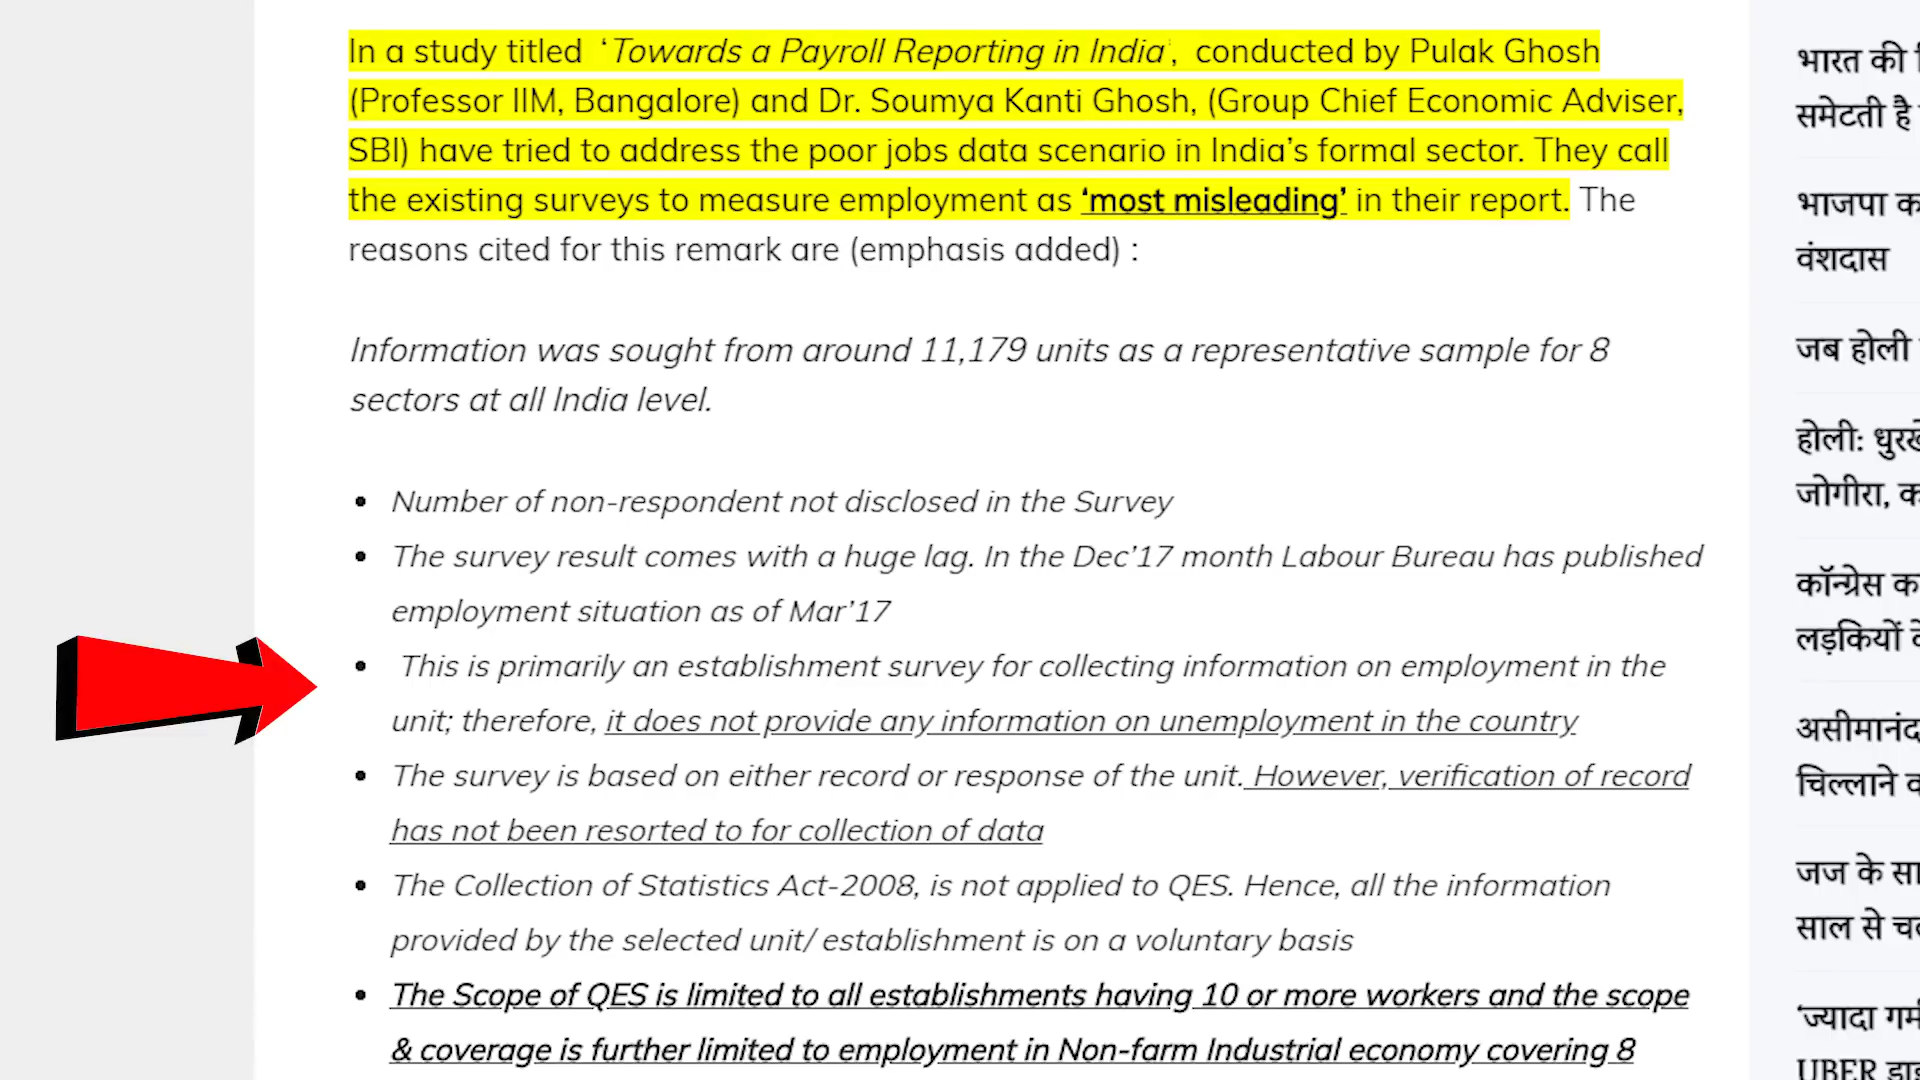 In a study titled ‘Towards a Payroll Reporting in India’, conducted by Pulak Ghosh
(Professor IIM, Bangalore) and Dr. Soumya Kanti Ghosh, (Group Chief Economic Adviser,
SBI) have tried to address the poor jobs data scenario in India’s formal sector. They call
the existing surveys to measure employment as ‘most misleading’ in their report. The
reasons cited for this remark are (emphasis added) :
Information was sought from around 11,179 units as a representative sample for 8
sectors at all India level.
• Number of non-respondent not disclosed in the Survey
• The survey result comes with a huge lag. In the Dec’17 month Labour Bureau has published
employment situation as of Mar’17
• This is primarily an establishment survey for collecting information on employment in the
unit; therefore, it does not provide any information on unemployment in the country
• The survey is based on either record or response of the unit. However, verification of record
has not been resorted to for collection of data
• The Collection of Statistics Act-2008, is not applied to QES. Hence, all the information
provided by the selected unit/ establishment is on a voluntary basis
• The Scope of QES is limited to all establishments having 10 or more workers and the scope
& coverage is further limited to employment in Non-farm Industrial economy covering 8
भारत की
समेटती है
भाजपा
वंशदास
जब होली
होली:
जोगीरा,
कॉन्ग्रेस
लड़कियों
चिल्लाने
जज के
साल से
‘ज्यादा
UBER